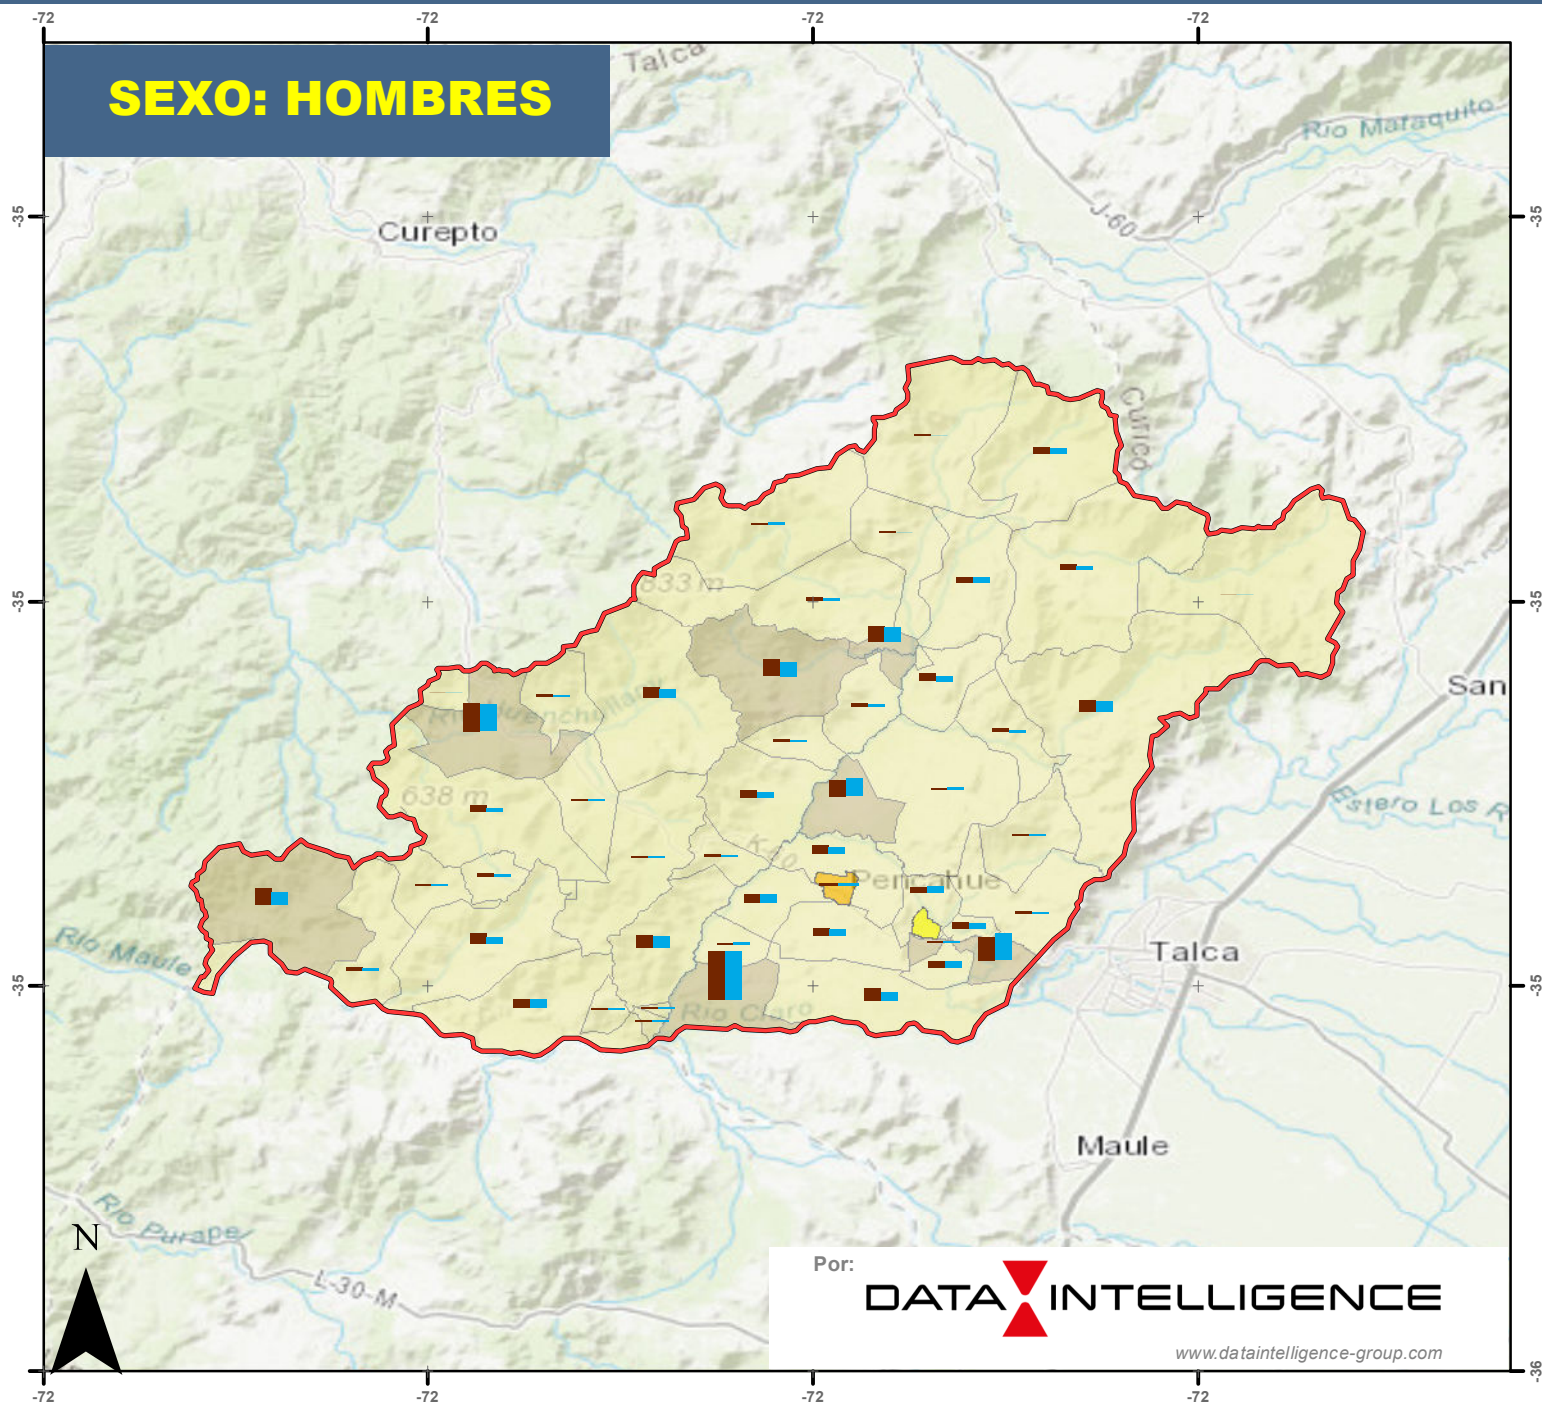 -72
-72
-72
-72
SEXO: HOMBRES
Talca
Río Mataquito
J-60
-35
-35
Curepto
Curicó
633 m
-35
-35
San
638 m
Estero Los R
K-60
Pencahue
Río Maule
Talca
-35
-35
Río Claro
Maule
Río Purapel
N
L-30-M
Por:
DATA INTELLIGENCE
www.dataintelligence-group.com
-36
-72
-72
-72
-72